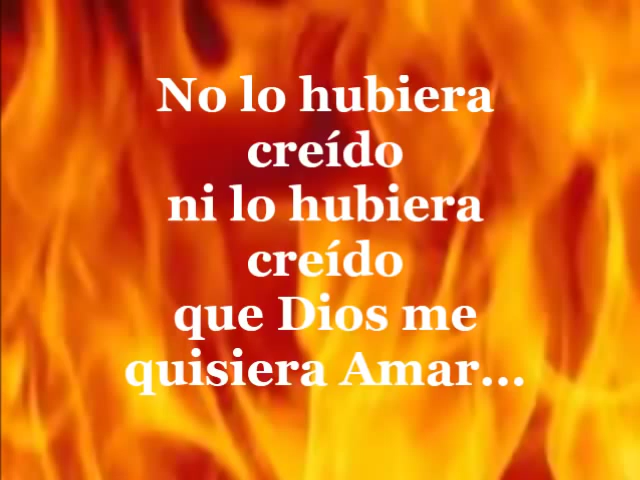 No lo hubiera
creído
ni lo hubiera
creído
que Dios me
quisiera Amar...